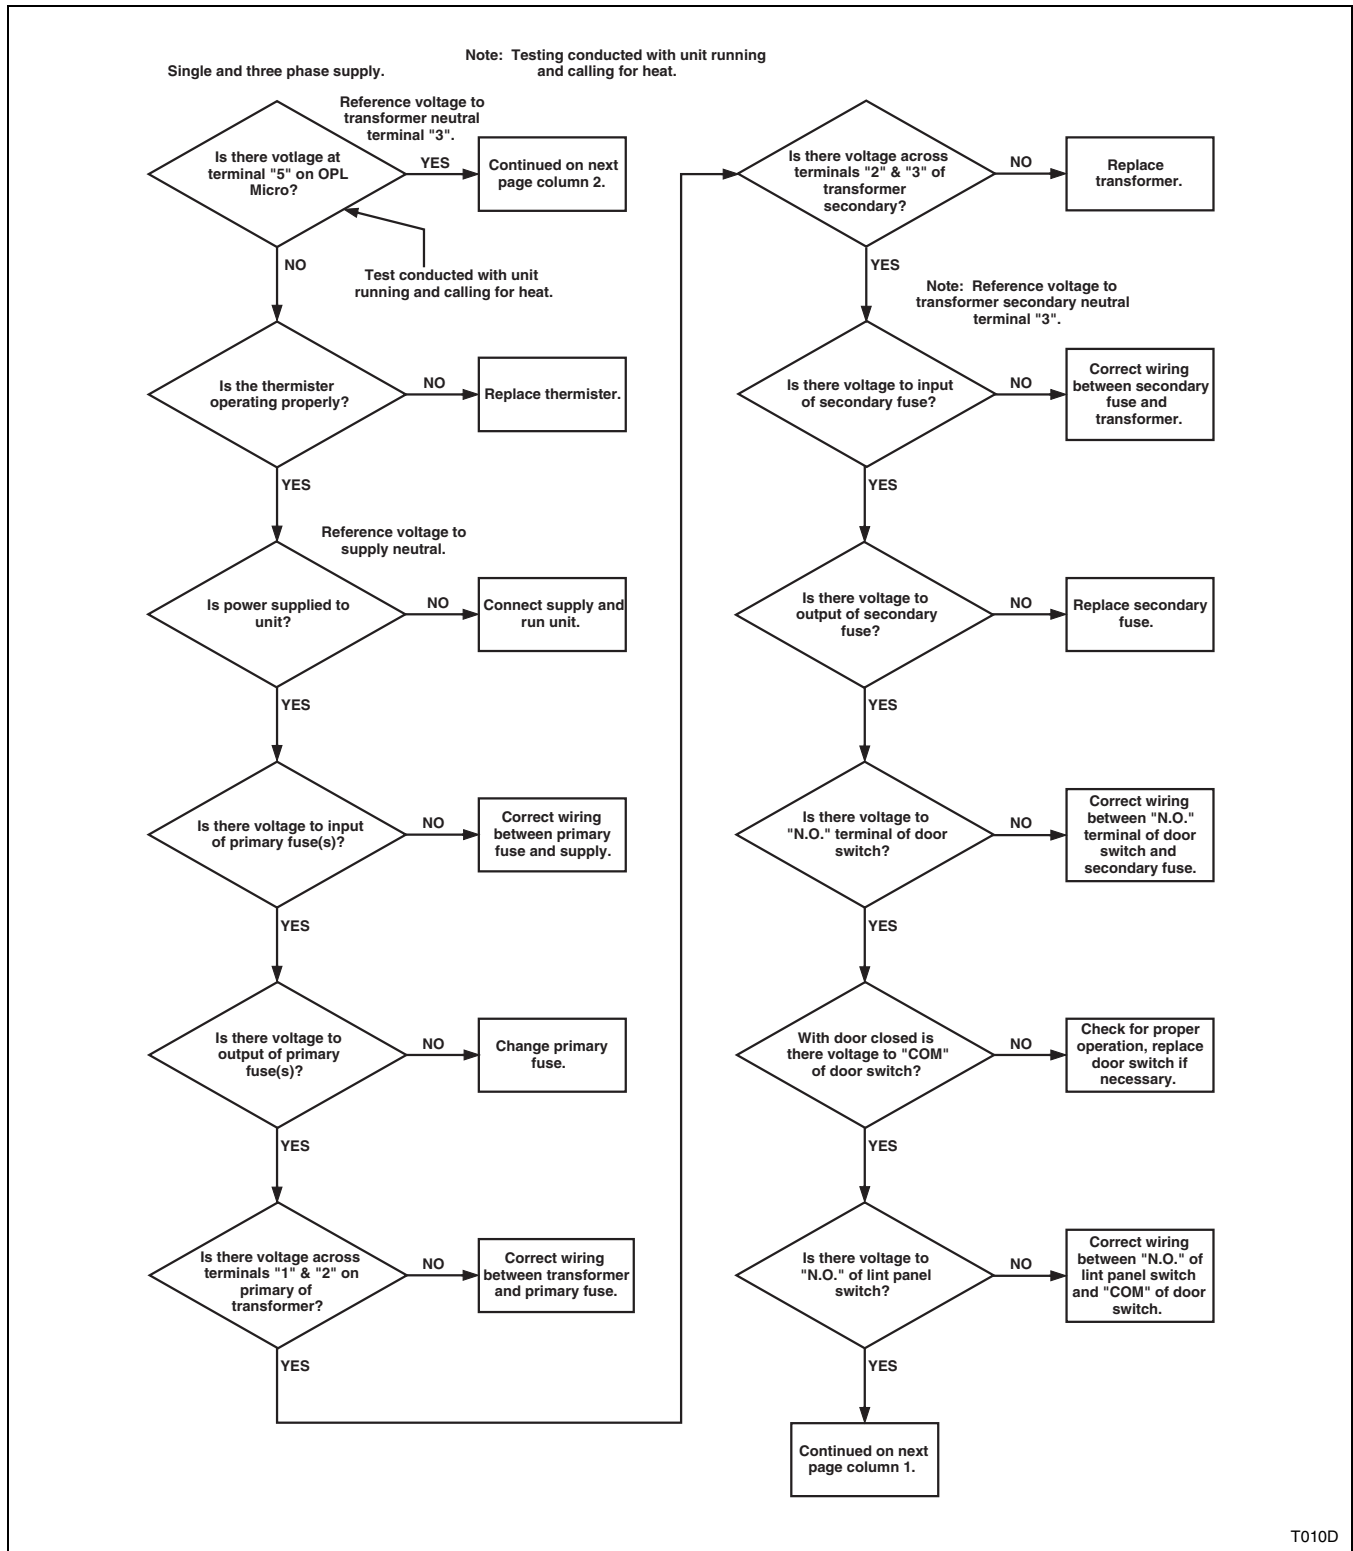 Note: Testing conducted with unit running
and calling for heat.
Single and three phase supply.
Reference voltage to
transformer neutral
terminal "3".
Is there votlage at
terminal "5" on OPL
Micro?
YES
Continued on next
page column 2.
NO
Test conducted with unit
running and calling for heat.
Is the thermister
operating properly?
NO
Replace thermister.
YES
Reference voltage to
supply neutral.
Is power supplied to
unit?
NO
Connect supply and
run unit.
YES
Is there voltage to input
of primary fuse(s)?
NO
Correct wiring
between primary
fuse and supply.
YES
Is there voltage to
output of primary
fuse(s)?
NO
Change primary
fuse.
YES
Is there voltage across
terminals "1" & "2" on
primary of
transformer?
NO
Correct wiring
between transformer
and primary fuse.
YES
Is there voltage across
terminals "2" & "3" of
transformer
secondary?
NO
Replace
transformer.
YES
Note: Reference voltage to
transformer secondary neutral
terminal "3".
Is there voltage to input
of secondary fuse?
NO
Correct wiring
between secondary
fuse and
transformer.
YES
Is there voltage to
output of secondary
fuse?
NO
Replace secondary
fuse.
YES
Is there voltage to
"N.O." terminal of door
switch?
NO
Correct wiring
between "N.O."
terminal of door
switch and
secondary fuse.
YES
With door closed is
there voltage to "COM"
of door switch?
NO
Check for proper
operation, replace
door switch if
necessary.
YES
Is there voltage to
"N.O." of lint panel
switch?
NO
Correct wiring
between "N.O." of
lint panel switch
and "COM" of door
switch.
YES
Continued on next
page column 1.
T010D